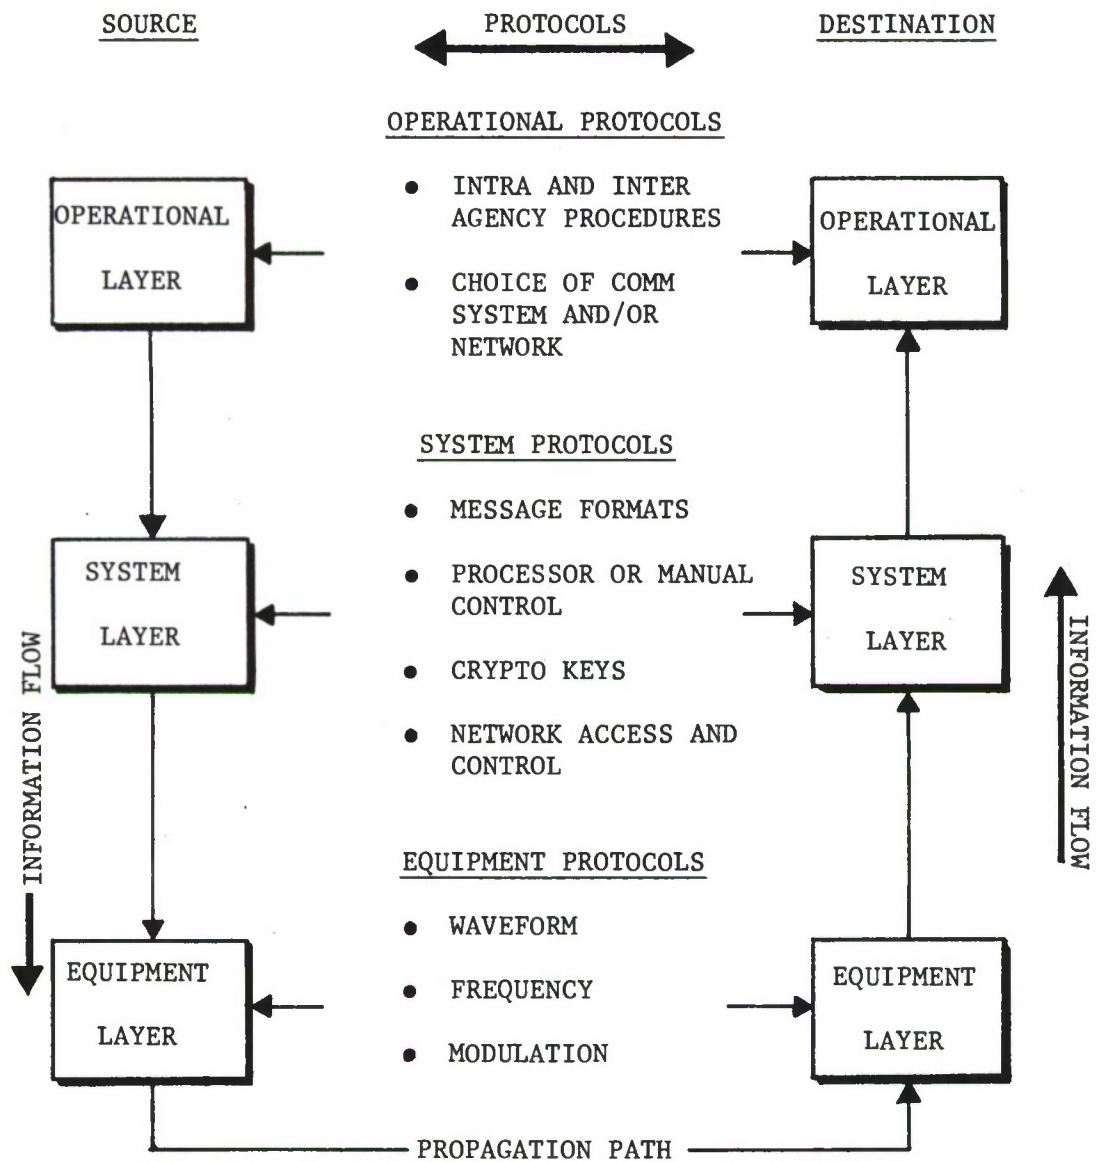 SOURCE
PROTOCOLS
DESTINATION
OPERATIONAL PROTOCOLS
OPERATIONAL
LAYER
• INTRA AND INTER
AGENCY PROCEDURES
• CHOICE OF COMM
SYSTEM AND/OR
NETWORK
OPERATIONAL
LAYER
SYSTEM PROTOCOLS
SYSTEM
LAYER
• MESSAGE FORMATS
• PROCESSOR OR MANUAL
CONTROL
• CRYPTO KEYS
• NETWORK ACCESS AND
CONTROL
SYSTEM
LAYER
INFORMATION FLOW
INFORMATION FLOW
EQUIPMENT PROTOCOLS
EQUIPMENT
LAYER
• WAVEFORM
• FREQUENCY
• MODULATION
EQUIPMENT
LAYER
PROPAGATION PATH